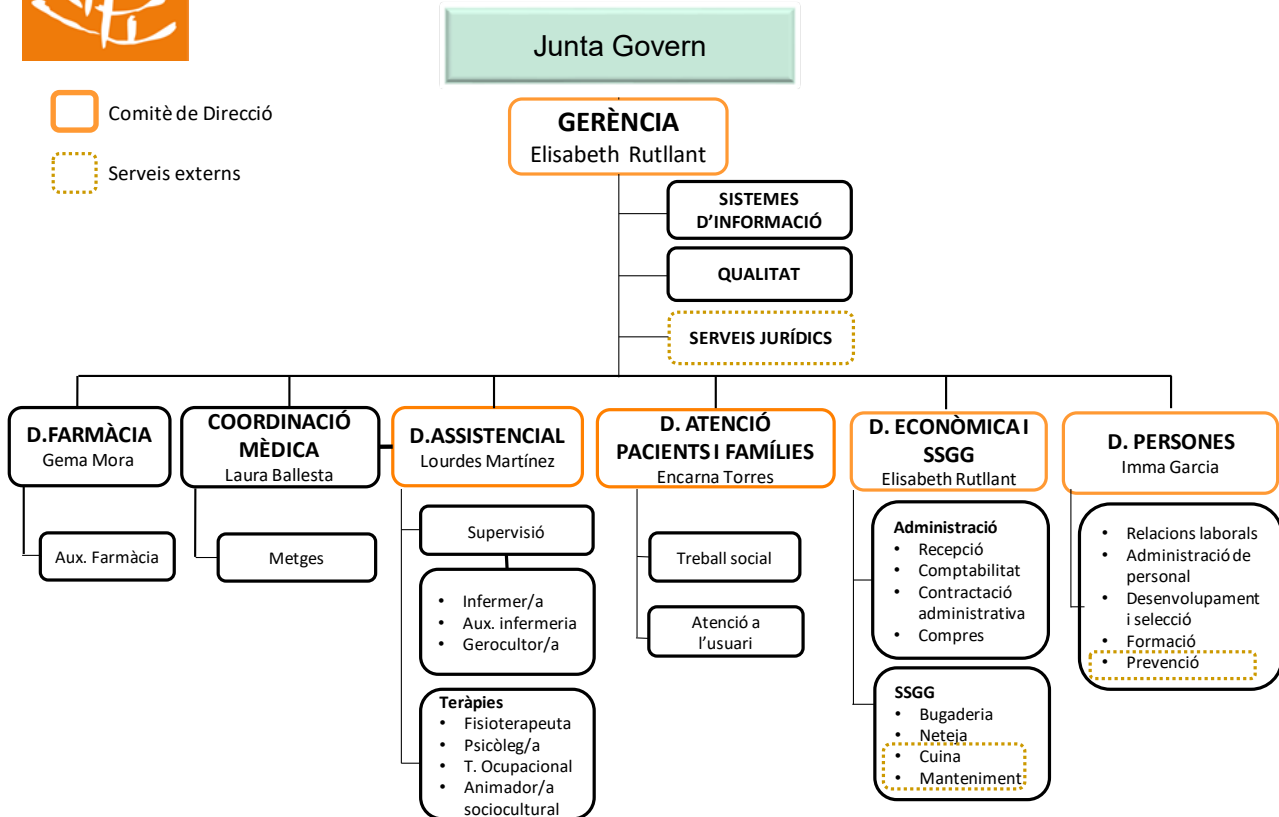 Junta Govern
Comitè de Direcció
Serveis externs
GERÈNCIA
Elisabeth Rutllant
SISTEMES
D'INFORMACIÓ
QUALITAT
SERVEIS JURÍDICS
D.FARMÀCIA
Gema Mora
COORDINACIÓ
MÈDICA
Laura Ballesta
D.ASSISTENCIAL
Lourdes Martínez
D. ATENCIÓ
PACIENTS I FAMÍLIES
Encarna Torres
D. ECONÒMICA I
SSGG
Elisabeth Rutllant
D. PERSONES
Imma Garcia
Aux. Farmàcia
Metges
Supervisió
• Infermer/a
• Aux. infermeria
• Gerocultor/a
Teràpies
• Fisioterapeuta
• Psicòleg/a
• T. Ocupacional
• Animador/a
sociocultural
Treball social
Atenció a
l'usuari
Administració
• Recepció
• Comptabilitat
• Contractació
administrativa
• Compres
SSGG
• Bugaderia
• Neteja
• Cuina
• Manteniment
• Relacions laborals
• Administració de
personal
• Desenvolupament
i selecció
• Formació
• Prevenció